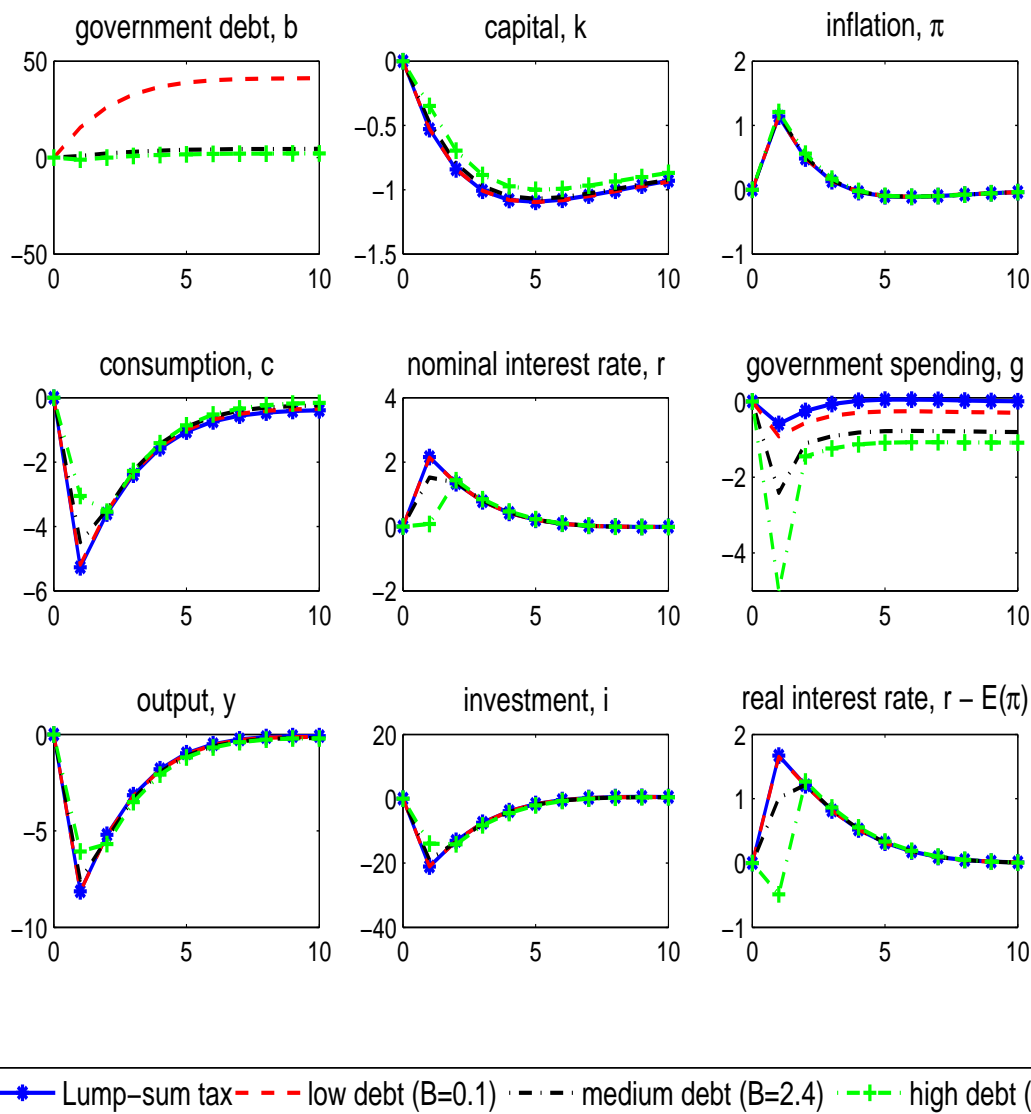 government debt, b
capital, k
inflation, π
50
0
−50
0 5 10
0
−0.5
−1
−1.5
0 5 10
2
1
0
−1
0 5 10
consumption, c
nominal interest rate, r
government spending, g
0
−2
−4
−6
0 5 10
4
2
0
−2
0 5 10
0
−2
−4
0 5 10
output, y
investment, i
real interest rate, r − E(π)
0
−5
−10
0 5 10
20
0
−20
−40
0 5 10
2
1
0
−1
0 5 10
Lump−sum tax low debt (B=0.1) medium debt (B=2.4) high debt (